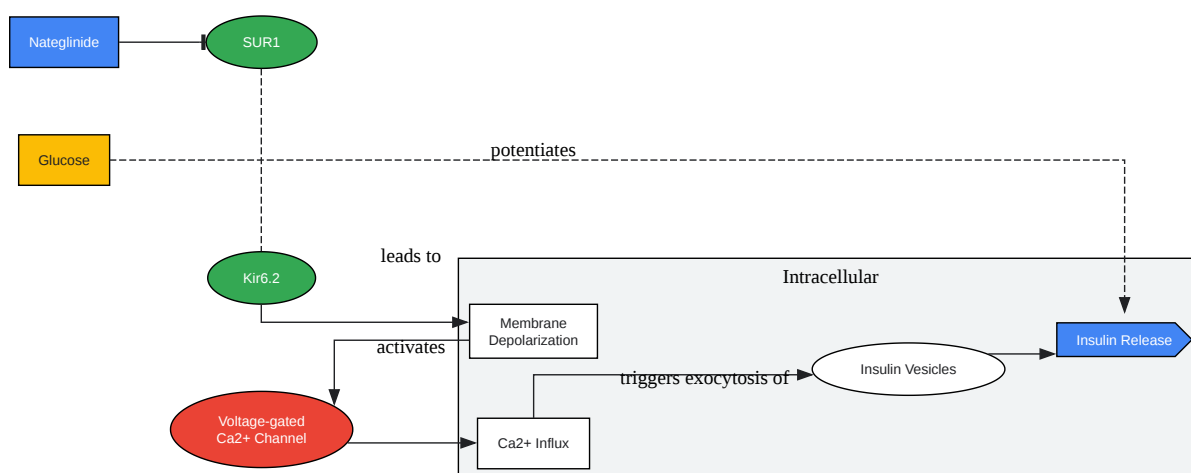 Nateglinide
SUR1
Glucose
potentiates
Kir6.2
leads to
Intracellular
Membrane
Depolarization
activates
Insulin Release
Insulin Vesicles
triggers exocytosis of
Voltage-gated
Ca2+ Channel
Ca2+ Influx